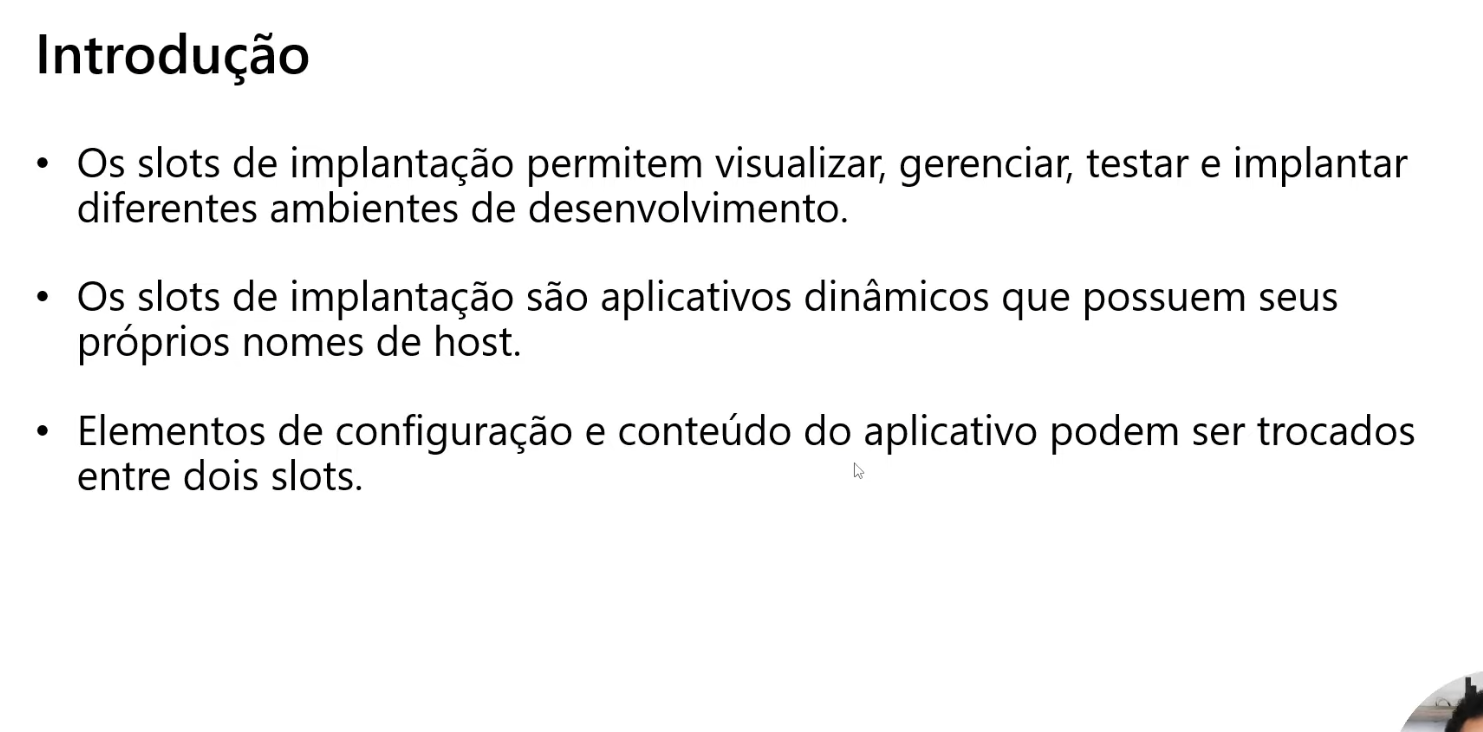 Introdução
• Os slots de implantação permitem visualizar, gerenciar, testar e implantar
diferentes ambientes de desenvolvimento.
• Os slots de implantação são aplicativos dinâmicos que possuem seus
próprios nomes de host.
• Elementos de configuração e conteúdo do aplicativo podem ser trocados
entre dois slots.